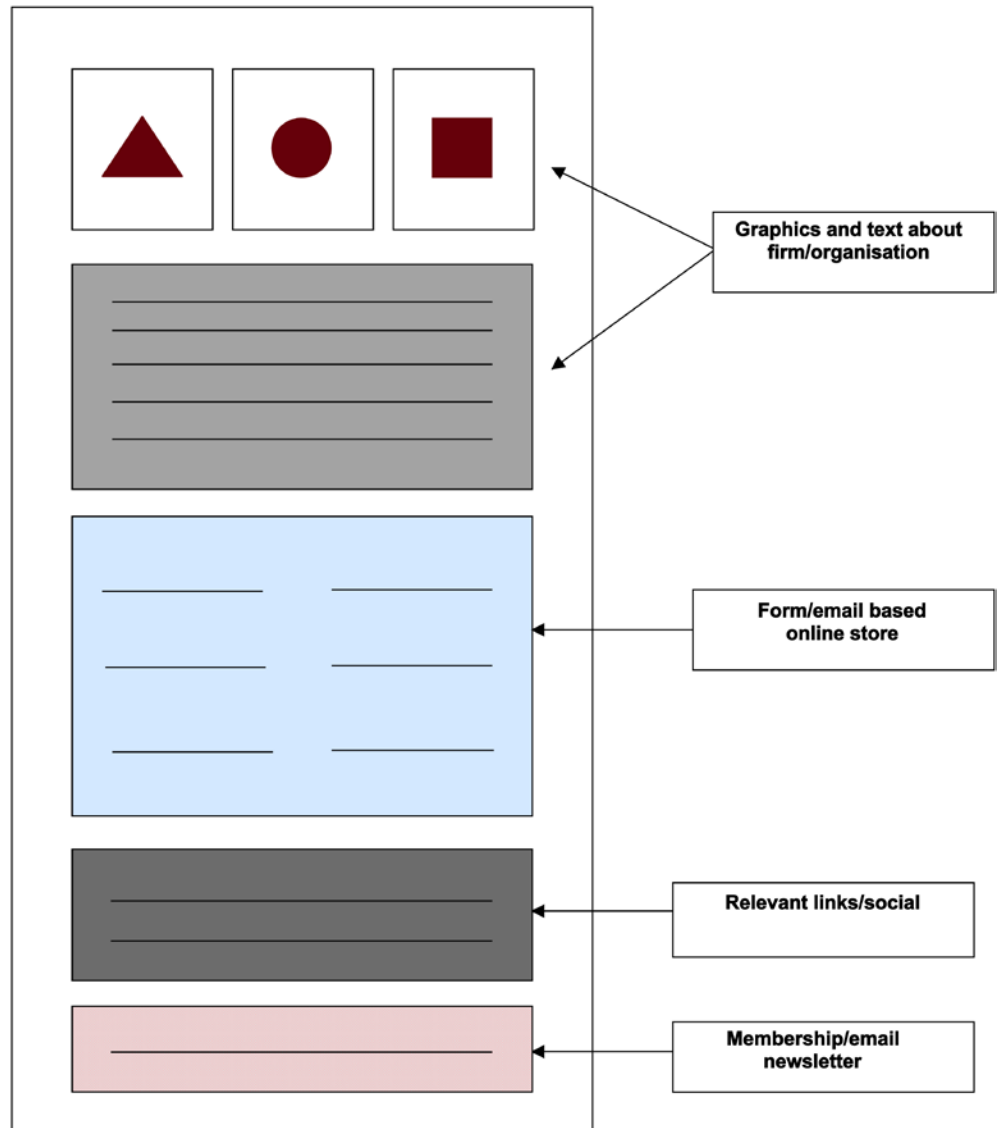 Graphics and text about
firm/organisation
Form/email based
online store
Relevant links/social
Membership/email
newsletter